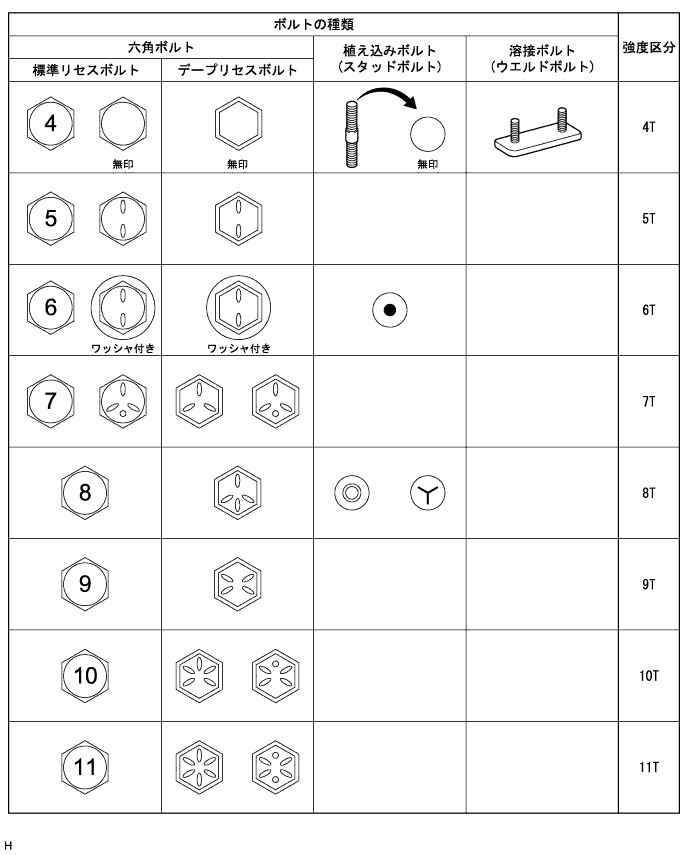 ボルトの種類
強度区分
六角ボルト
植え込みボルト
(スタッドボルト)
溶接ボルト
(ウエルドボルト)
標準リセスボルト
デープリセスボルト
4
無印
無印
無印
4T
5
5T
6
ワッシャ付き
ワッシャ付き
6T
7
7T
8
8T
9
9T
10
10T
11
11T
H